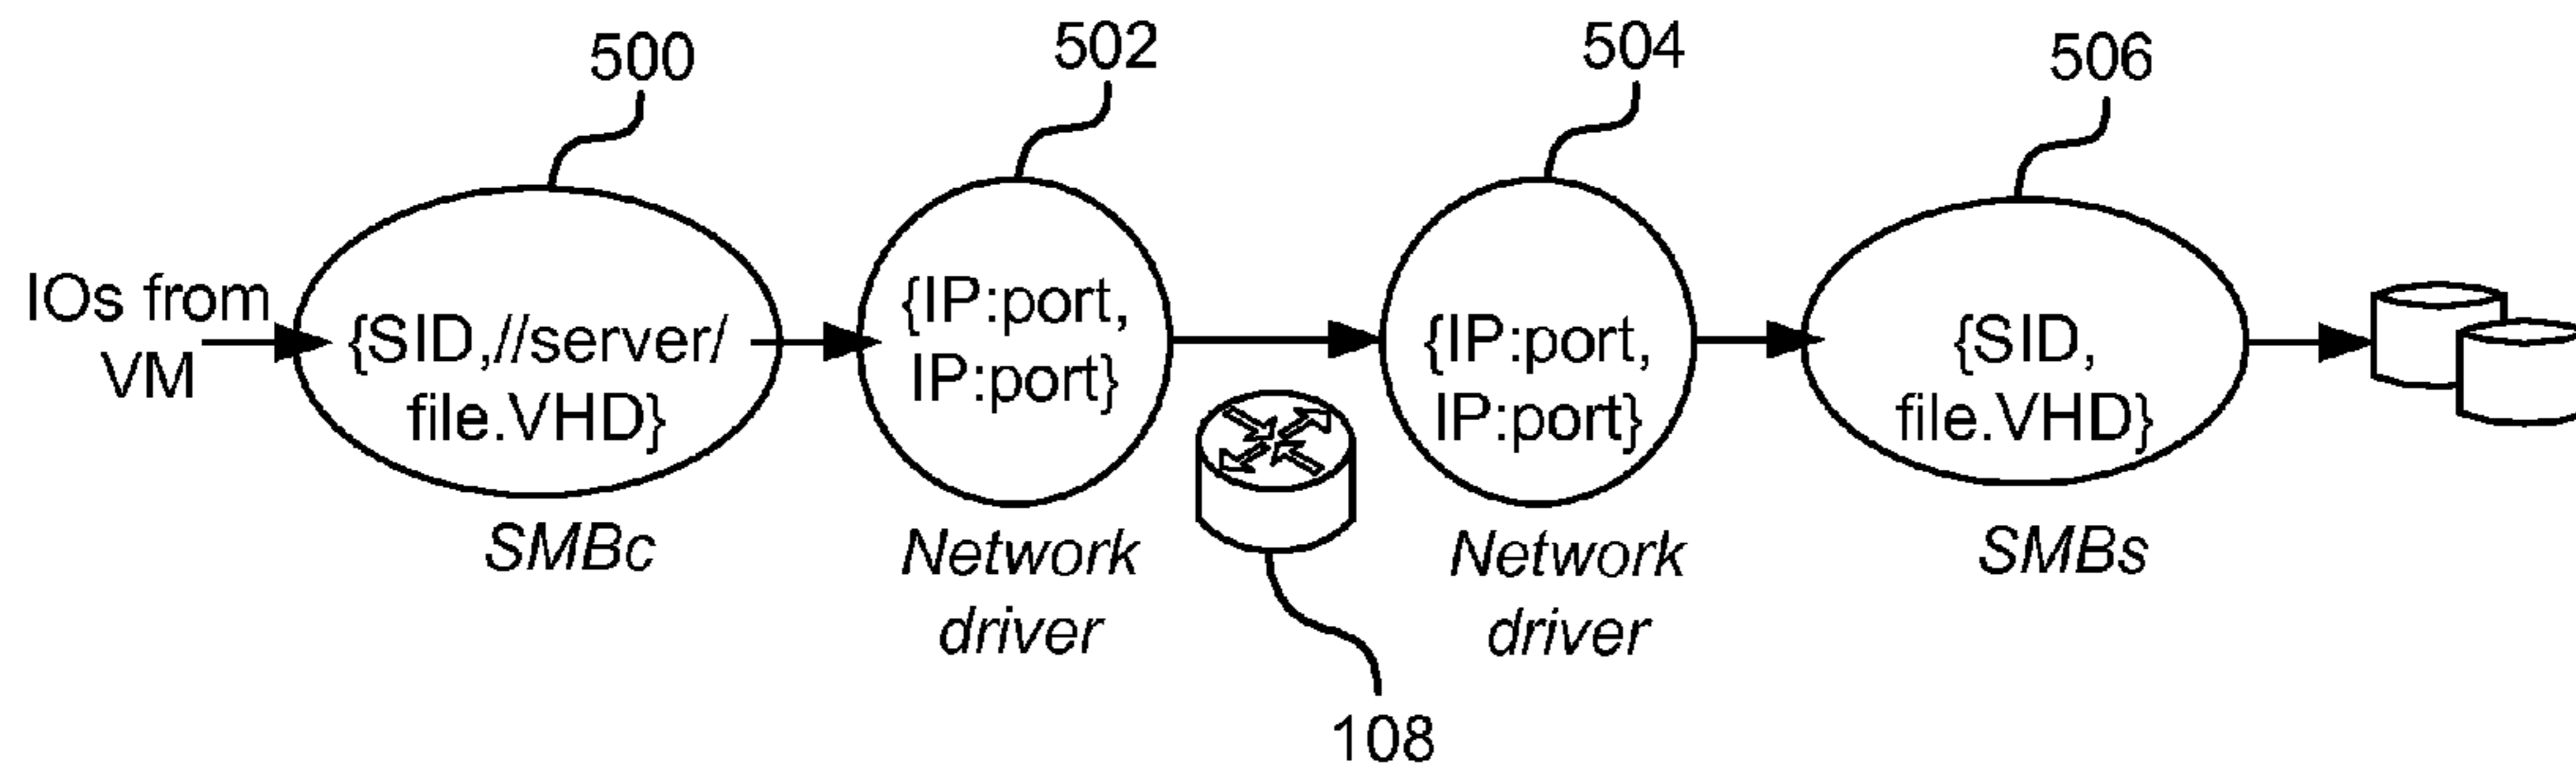 500
502
504
506
IOs from
VM
{SID,//server/
file.VHD}
{IP:port,
IP:port}
{IP:port,
IP:port}
{SID,
file.VHD}
SMBc
Network
driver
Network
driver
SMBs
108